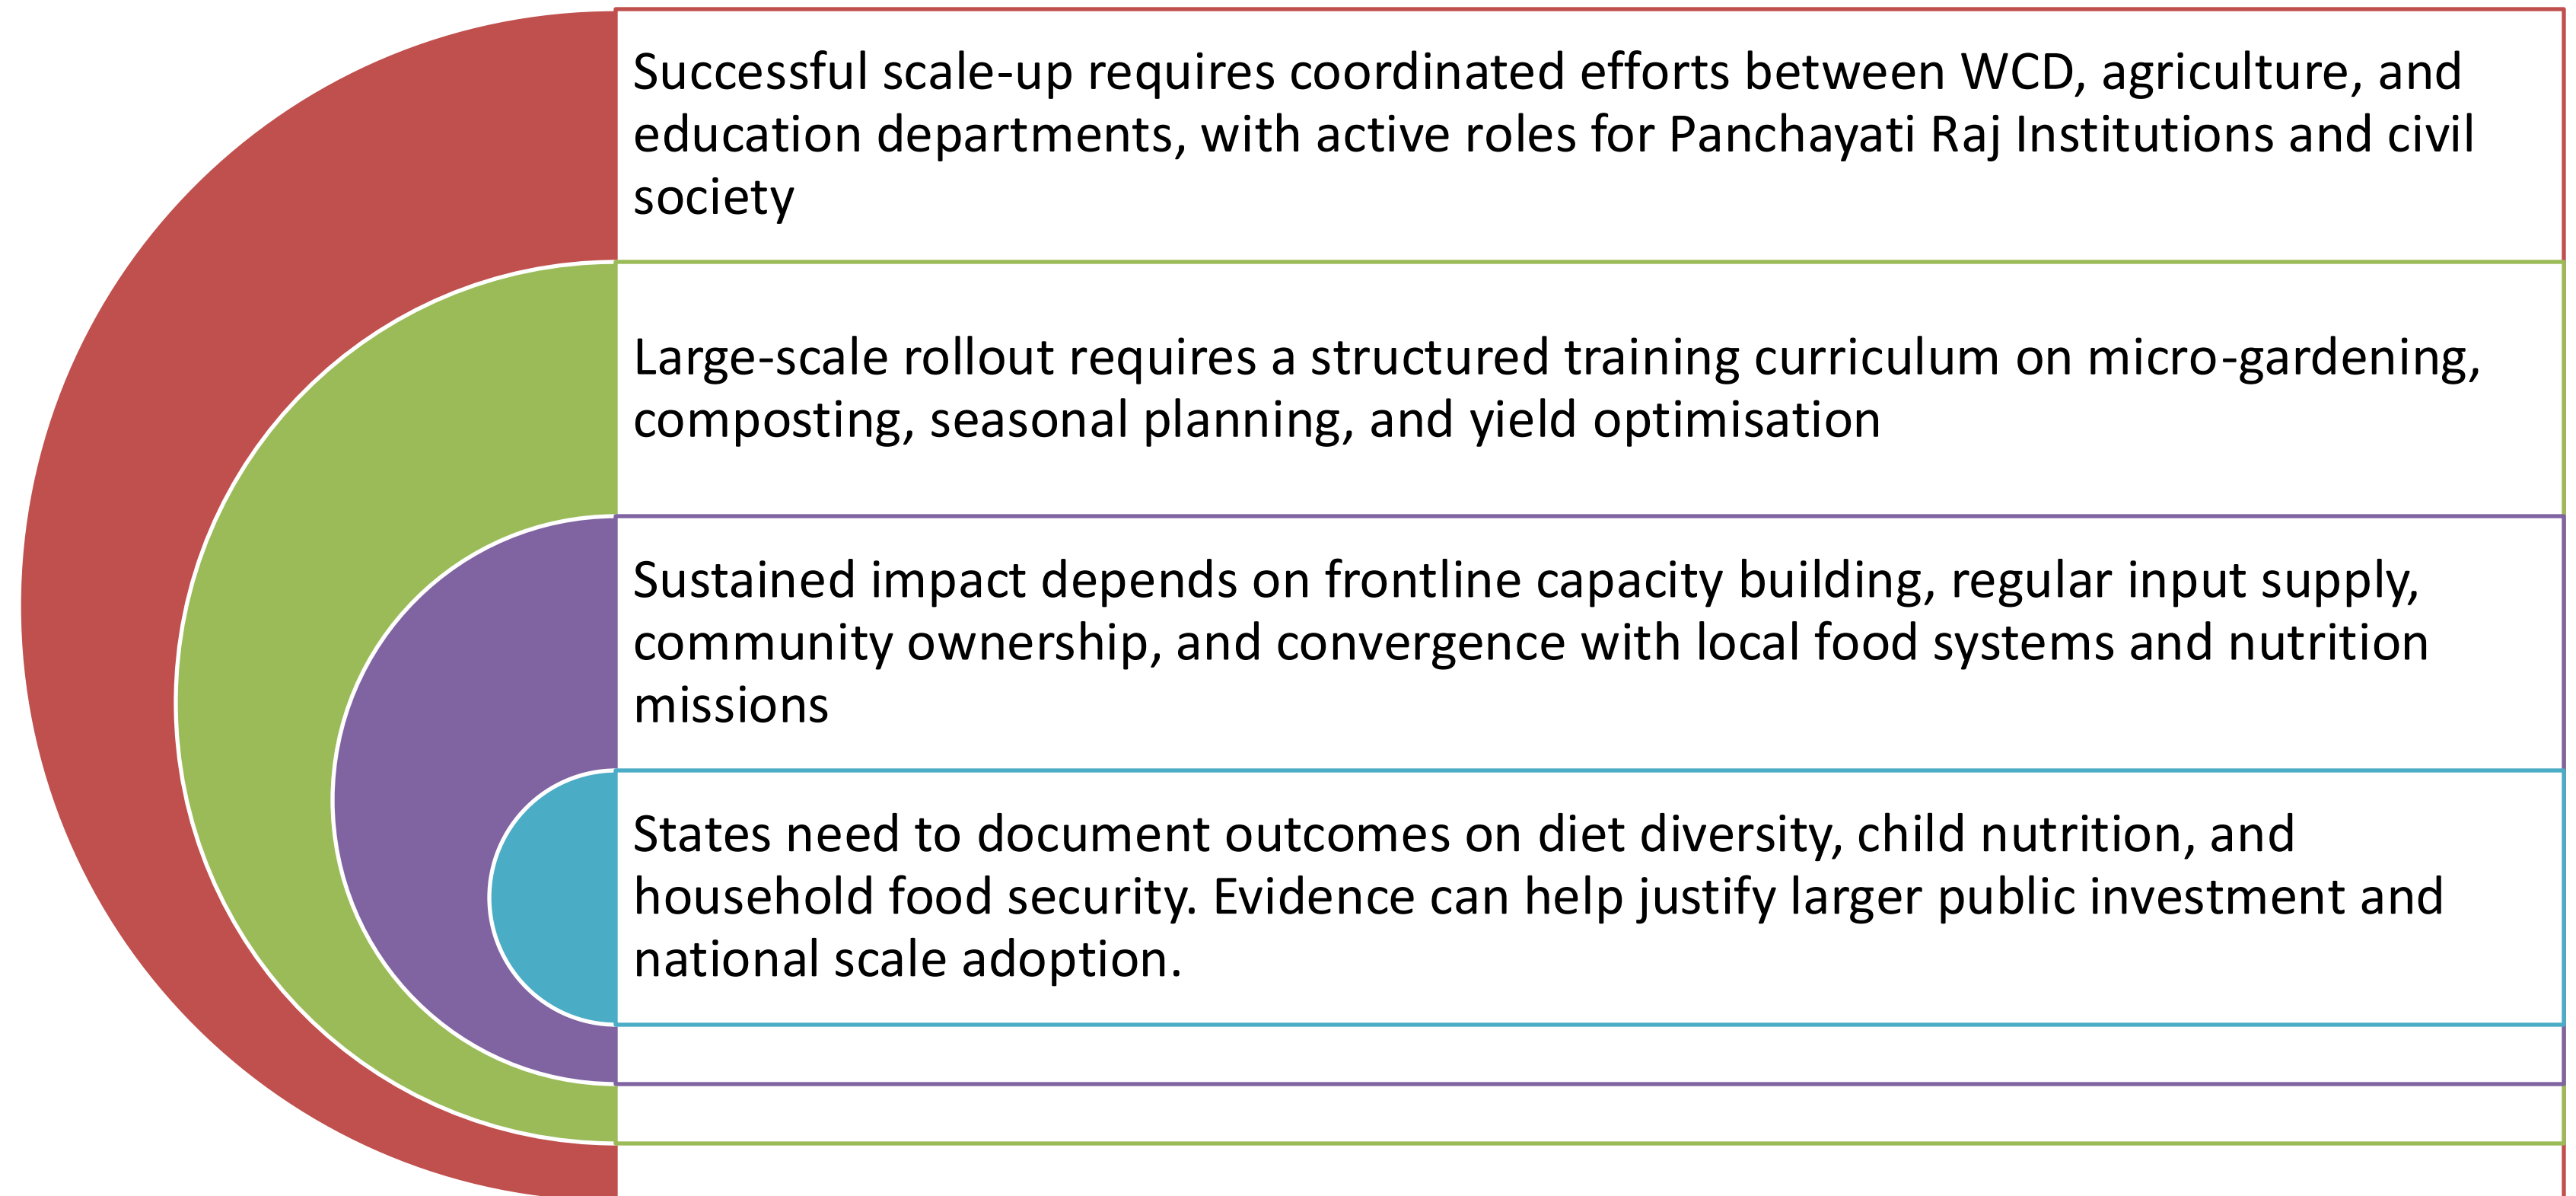 Successful scale-up requires coordinated efforts between WCD, agriculture, and
education departments, with active roles for Panchayati Raj Institutions and civil
society
Large-scale rollout requires a structured training curriculum on micro-gardening,
composting, seasonal planning, and yield optimisation
Sustained impact depends on frontline capacity building, regular input supply,
community ownership, and convergence with local food systems and nutrition
missions
States need to document outcomes on diet diversity, child nutrition, and
household food security. Evidence can help justify larger public investment and
national scale adoption.